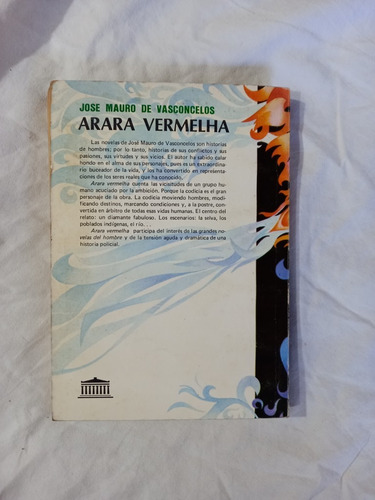 JOSE MAURO DE VASCONCELOS
ARARA VERMELHA
Las novelas de José Mauro de Vasconcelos son historias
de hombres; por lo tanto, historias de sus conflictos y sus
pasiones, sus virtudes y sus vicios. El autor ha sabido calar
hondo en el alma de sus personajes, pues es un extraordina
rio buceador de la vida, y los ha convertido en representa-
ciones de los seres reales que ha conocido.
Arara vermelha cuenta las vicisitudes de un grupo hu-
mano acuciado por la ambición. Porque la codicia es el gran
personaje de la obra. La codicia moviendo hombres, modi-
ficando destinos, marcando condiciones y, a la postre, con-
vertida en árbitro de todas esas vidas humanas. El centro del
relato: un diamante fabuloso. Los escenarios: la selva, los
poblados indígenas, el río. . .
Arara vermelha participa del interés de las grandes no-
velas del hombre y de la tensión aguda y dramática de una
historia policial.